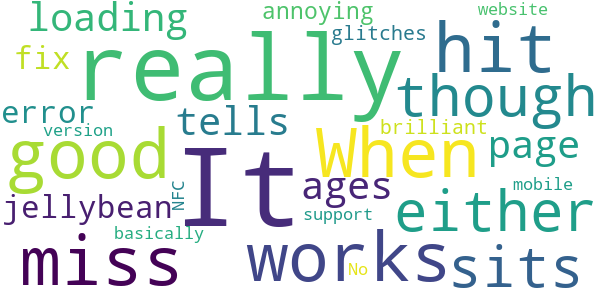 loading
annoying
website
really
glitches
hit
fix
though
error
tells
version
good
When
brilliant
page
It
NFC
ages
mobile
jellybean
support
either
basically
miss
works
No
sits